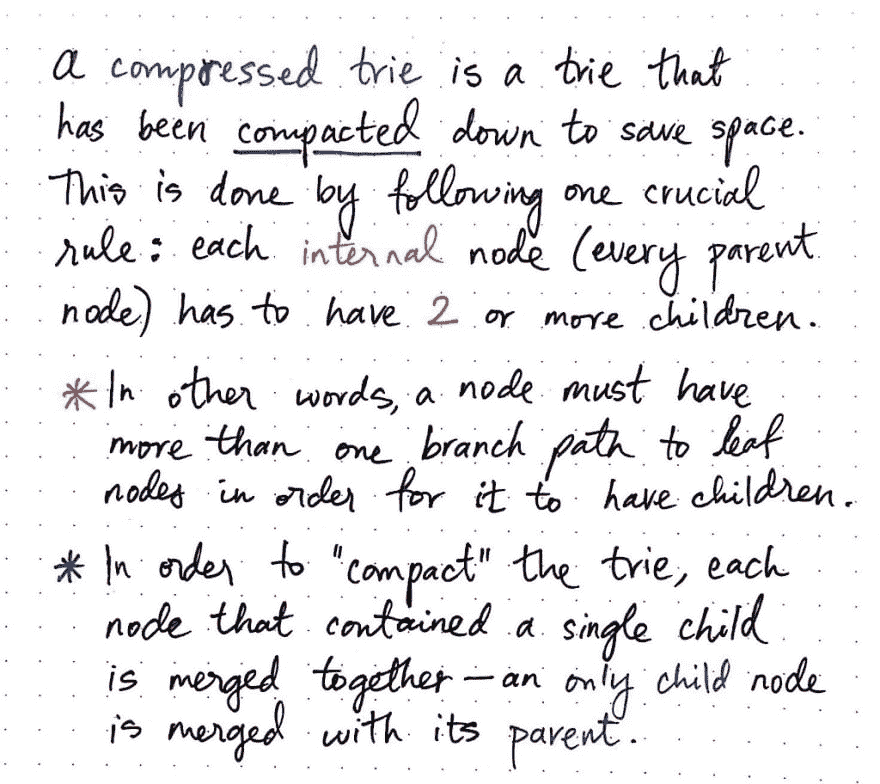 a compressed trie is a trie that
has been compacted down to save space.
This is done by following one crucial
rule: each internal node (every parent
node) has to have 2 or more children.
* In other words, a node must have
more than one branch path to leaf
nodes in order for it to have children.
* In order to "compact" the trie, each
node that contained a single child
is merged together — an only child node
is merged with its parent.